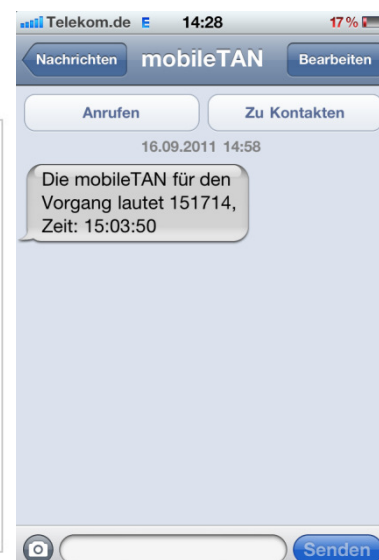 Telekom.de E 14:28 17 %
Nachrichten mobileTAN Bearbeiten
Anrufen Zu Kontakten
16.09.2011 14:58
Die mobileTAN für den
Vorgang lautet 151714,
Zeit: 15:03:50
Senden